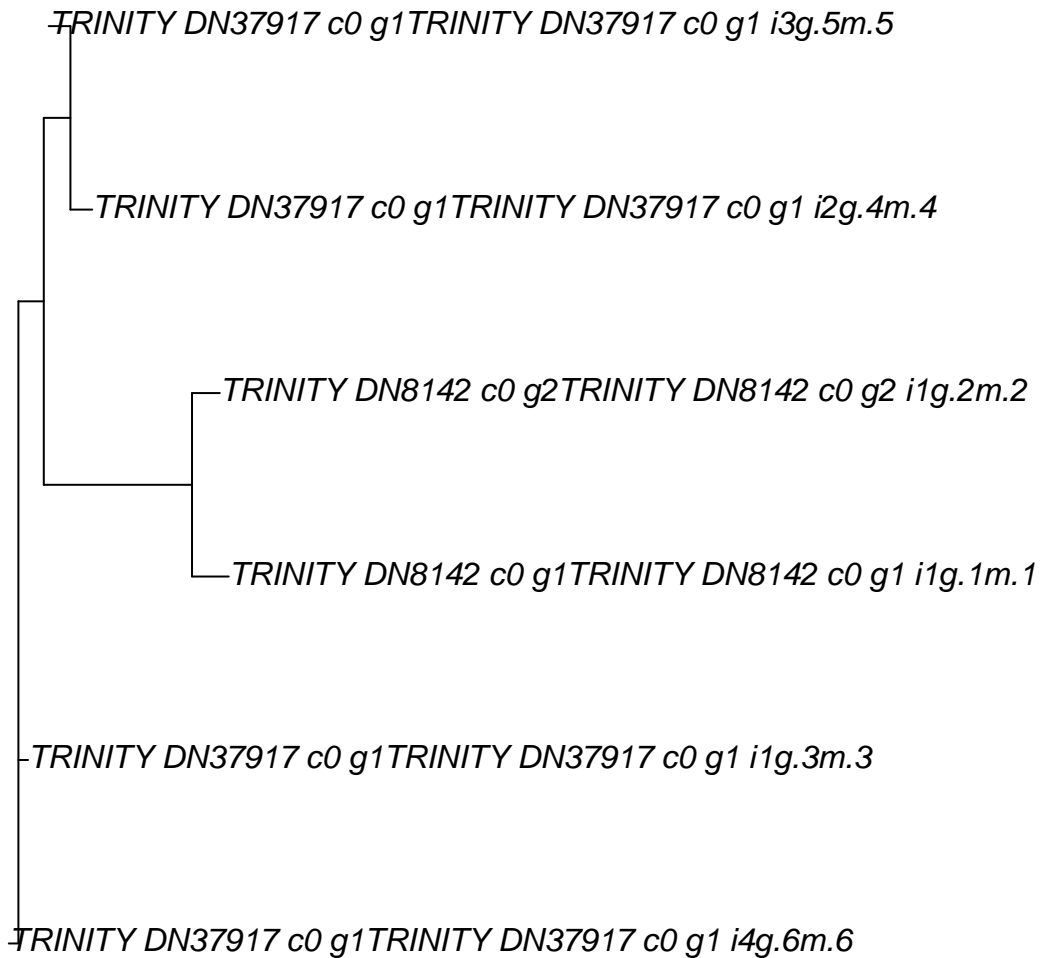 TRINITY DN37917 c0 g1TRINITY DN37917 c0 g1 i3g.5m.5
TRINITY DN37917 c0 g1TRINITY DN37917 c0 g1 i2g.4m.4
TRINITY DN8142 c0 g2TRINITY DN8142 c0 g2 i1g.2m.2
TRINITY DN8142 c0 g1TRINITY DN8142 c0 g1 i1g.1m.1
TRINITY DN37917 c0 g1TRINITY DN37917 c0 g1 i1g.3m.3
TRINITY DN37917 c0 g1TRINITY DN37917 c0 g1 i4g.6m.6